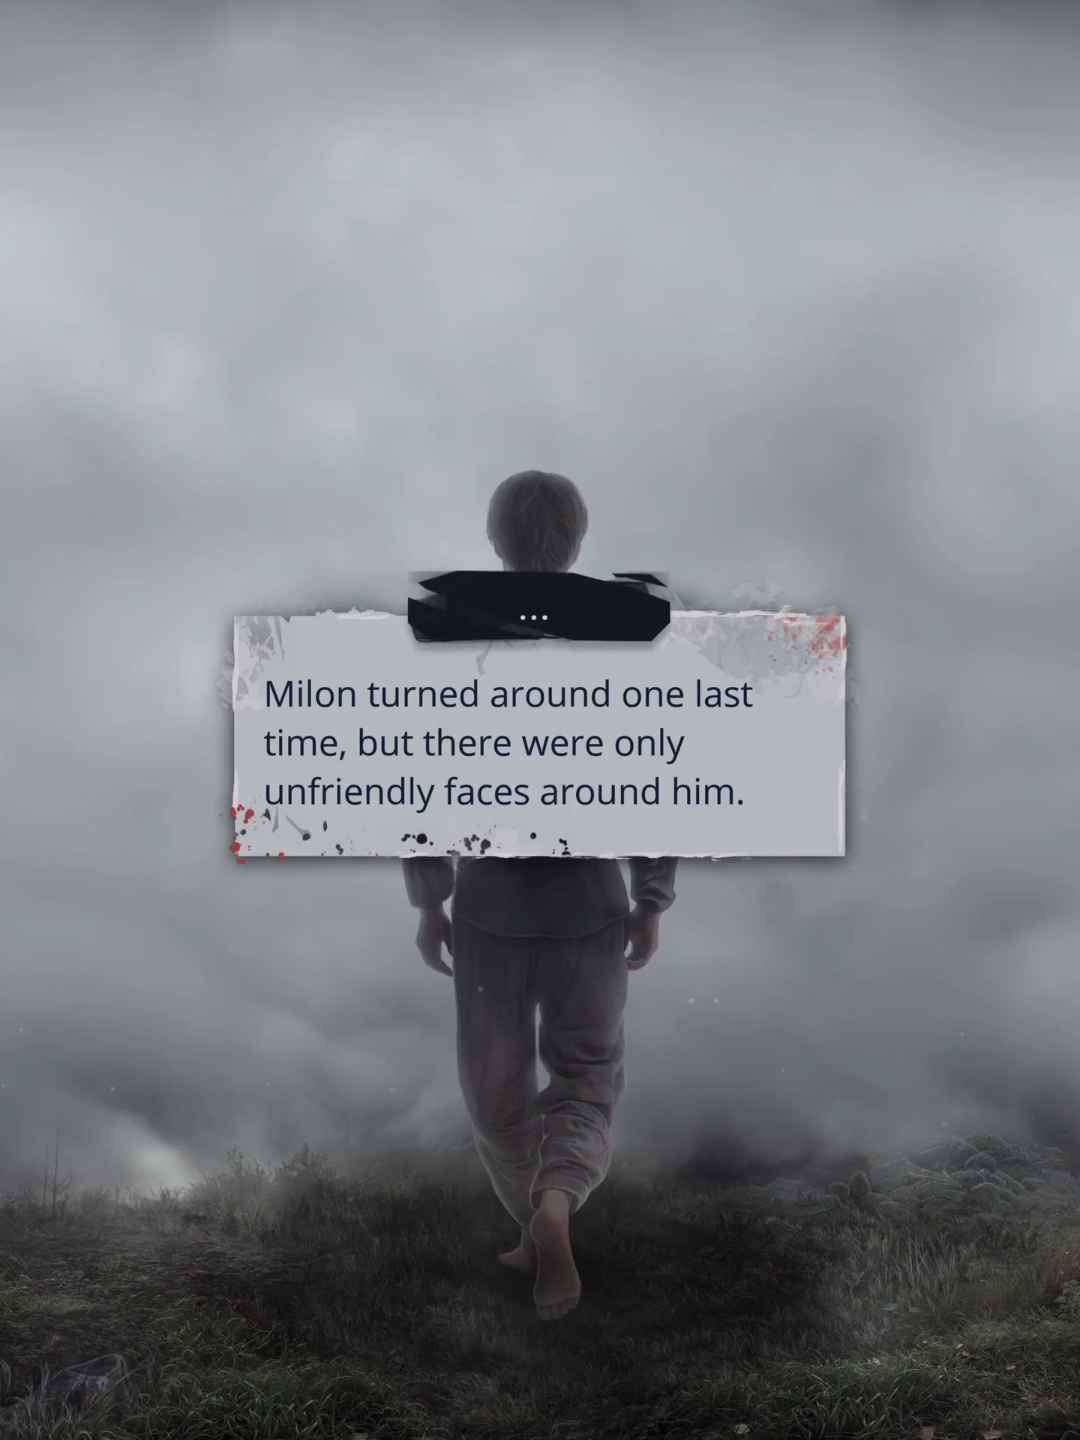 ...
Milon turned around one last
time, but there were only
unfriendly faces around him.